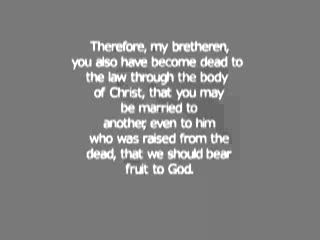 Therefore, my bretheren,
you also have become dead to
the law through the body
of Christ, that you may
be married to
another, even to him
who was raised from the
dead, that we should bear
fruit to God.